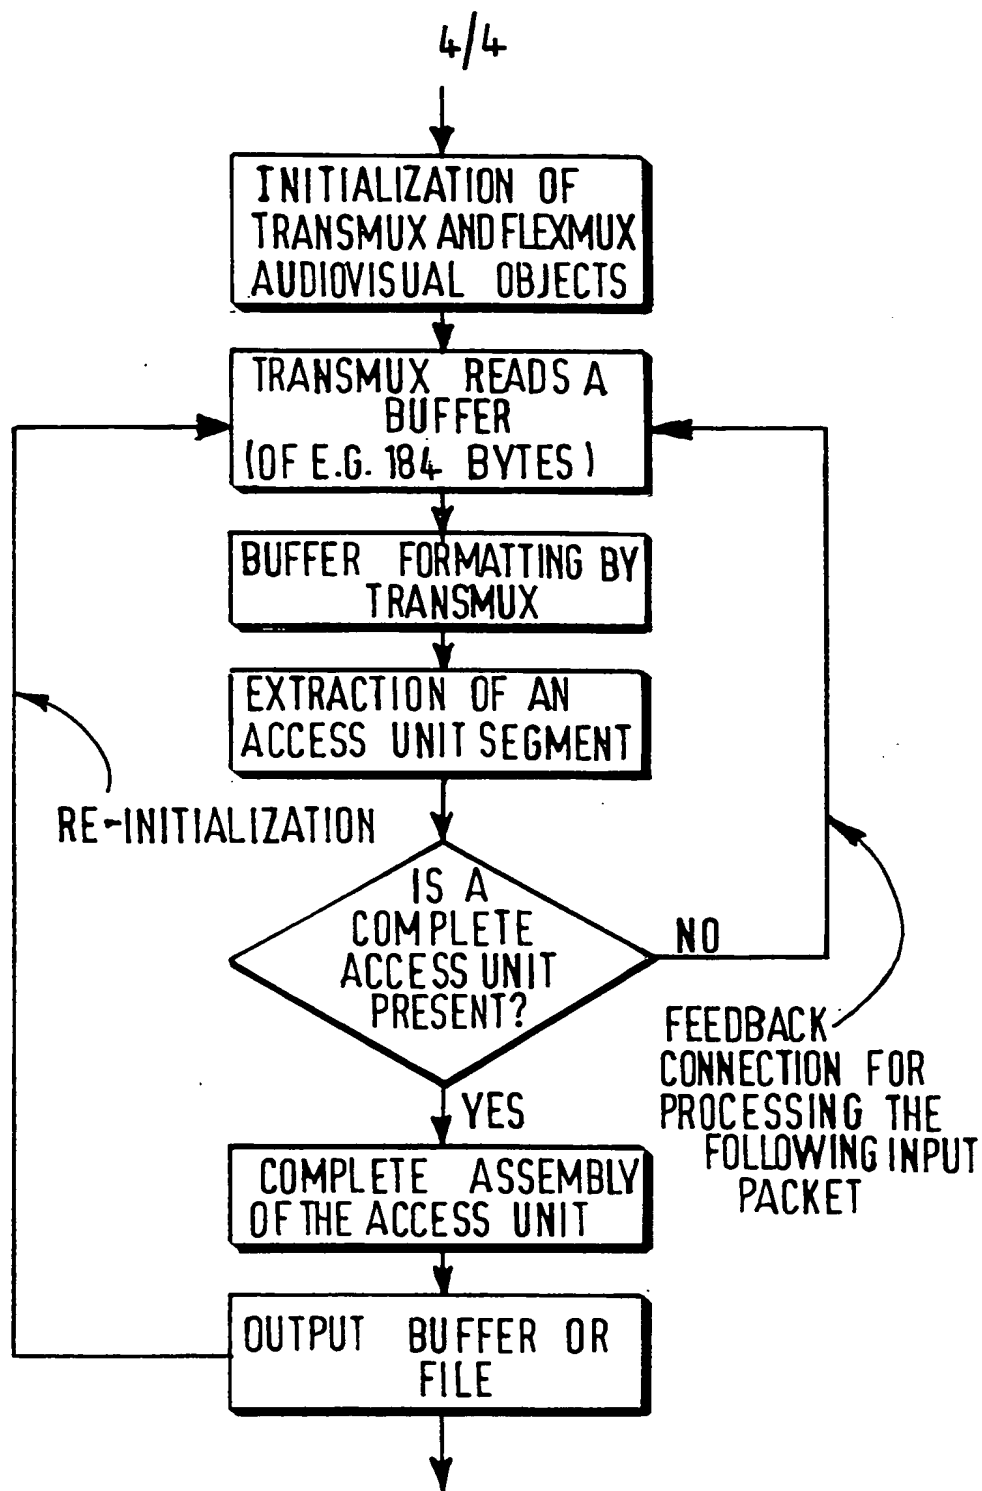 4/4
INITIALIZATION OF
TRANSMUX AND FLEXMUX
AUDIOVISUAL OBJECTS
TRANSMUX READS A
BUFFER
(OF E.G. 184 BYTES)
BUFFER FORMATTING BY
TRANSMUX
EXTRACTION OF AN
ACCESS UNIT SEGMENT
RE-INITIALIZATION
IS A
COMPLETE
ACCESS UNIT
PRESENT?
NO
FEEDBACK
CONNECTION FOR
PROCESSING THE
FOLLOWING INPUT
PACKET
YES
COMPLETE ASSEMBLY
OF THE ACCESS UNIT
OUTPUT BUFFER OR
FILE